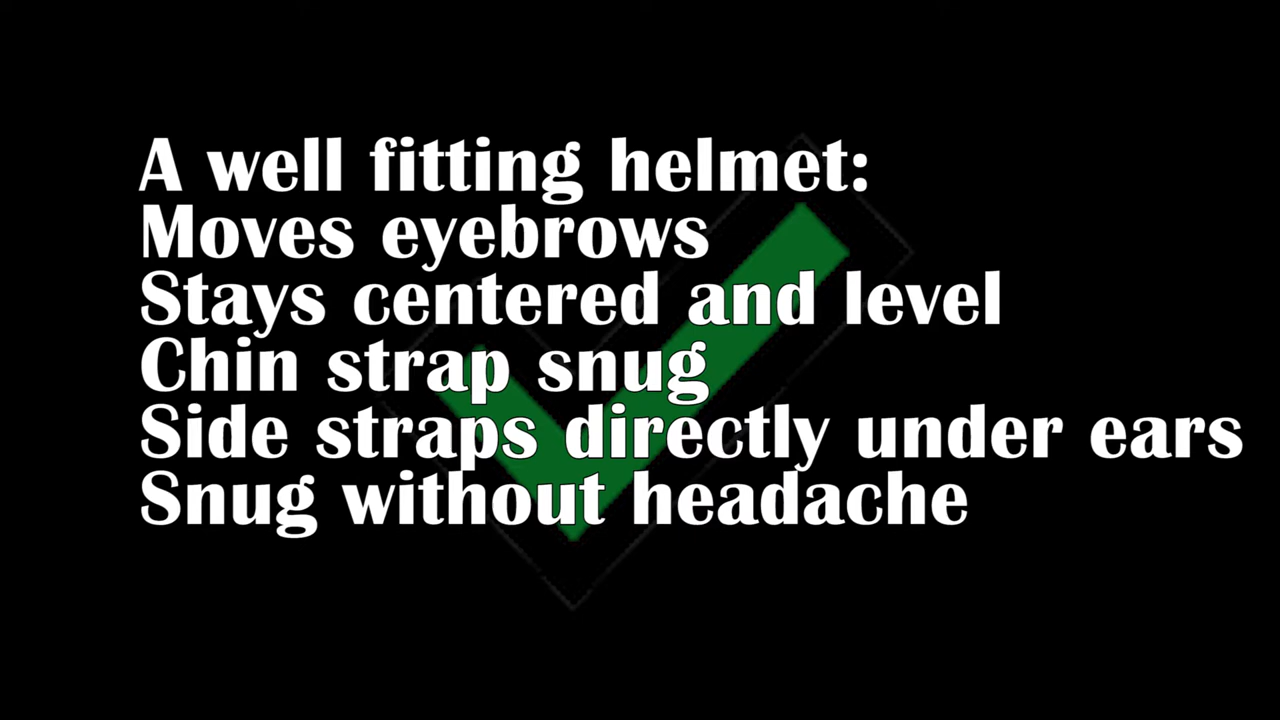 A well fitting helmet:
Moves eyebrows
Stays centered and level
Chin strap snug
Side straps directly under ears
Snug without headache